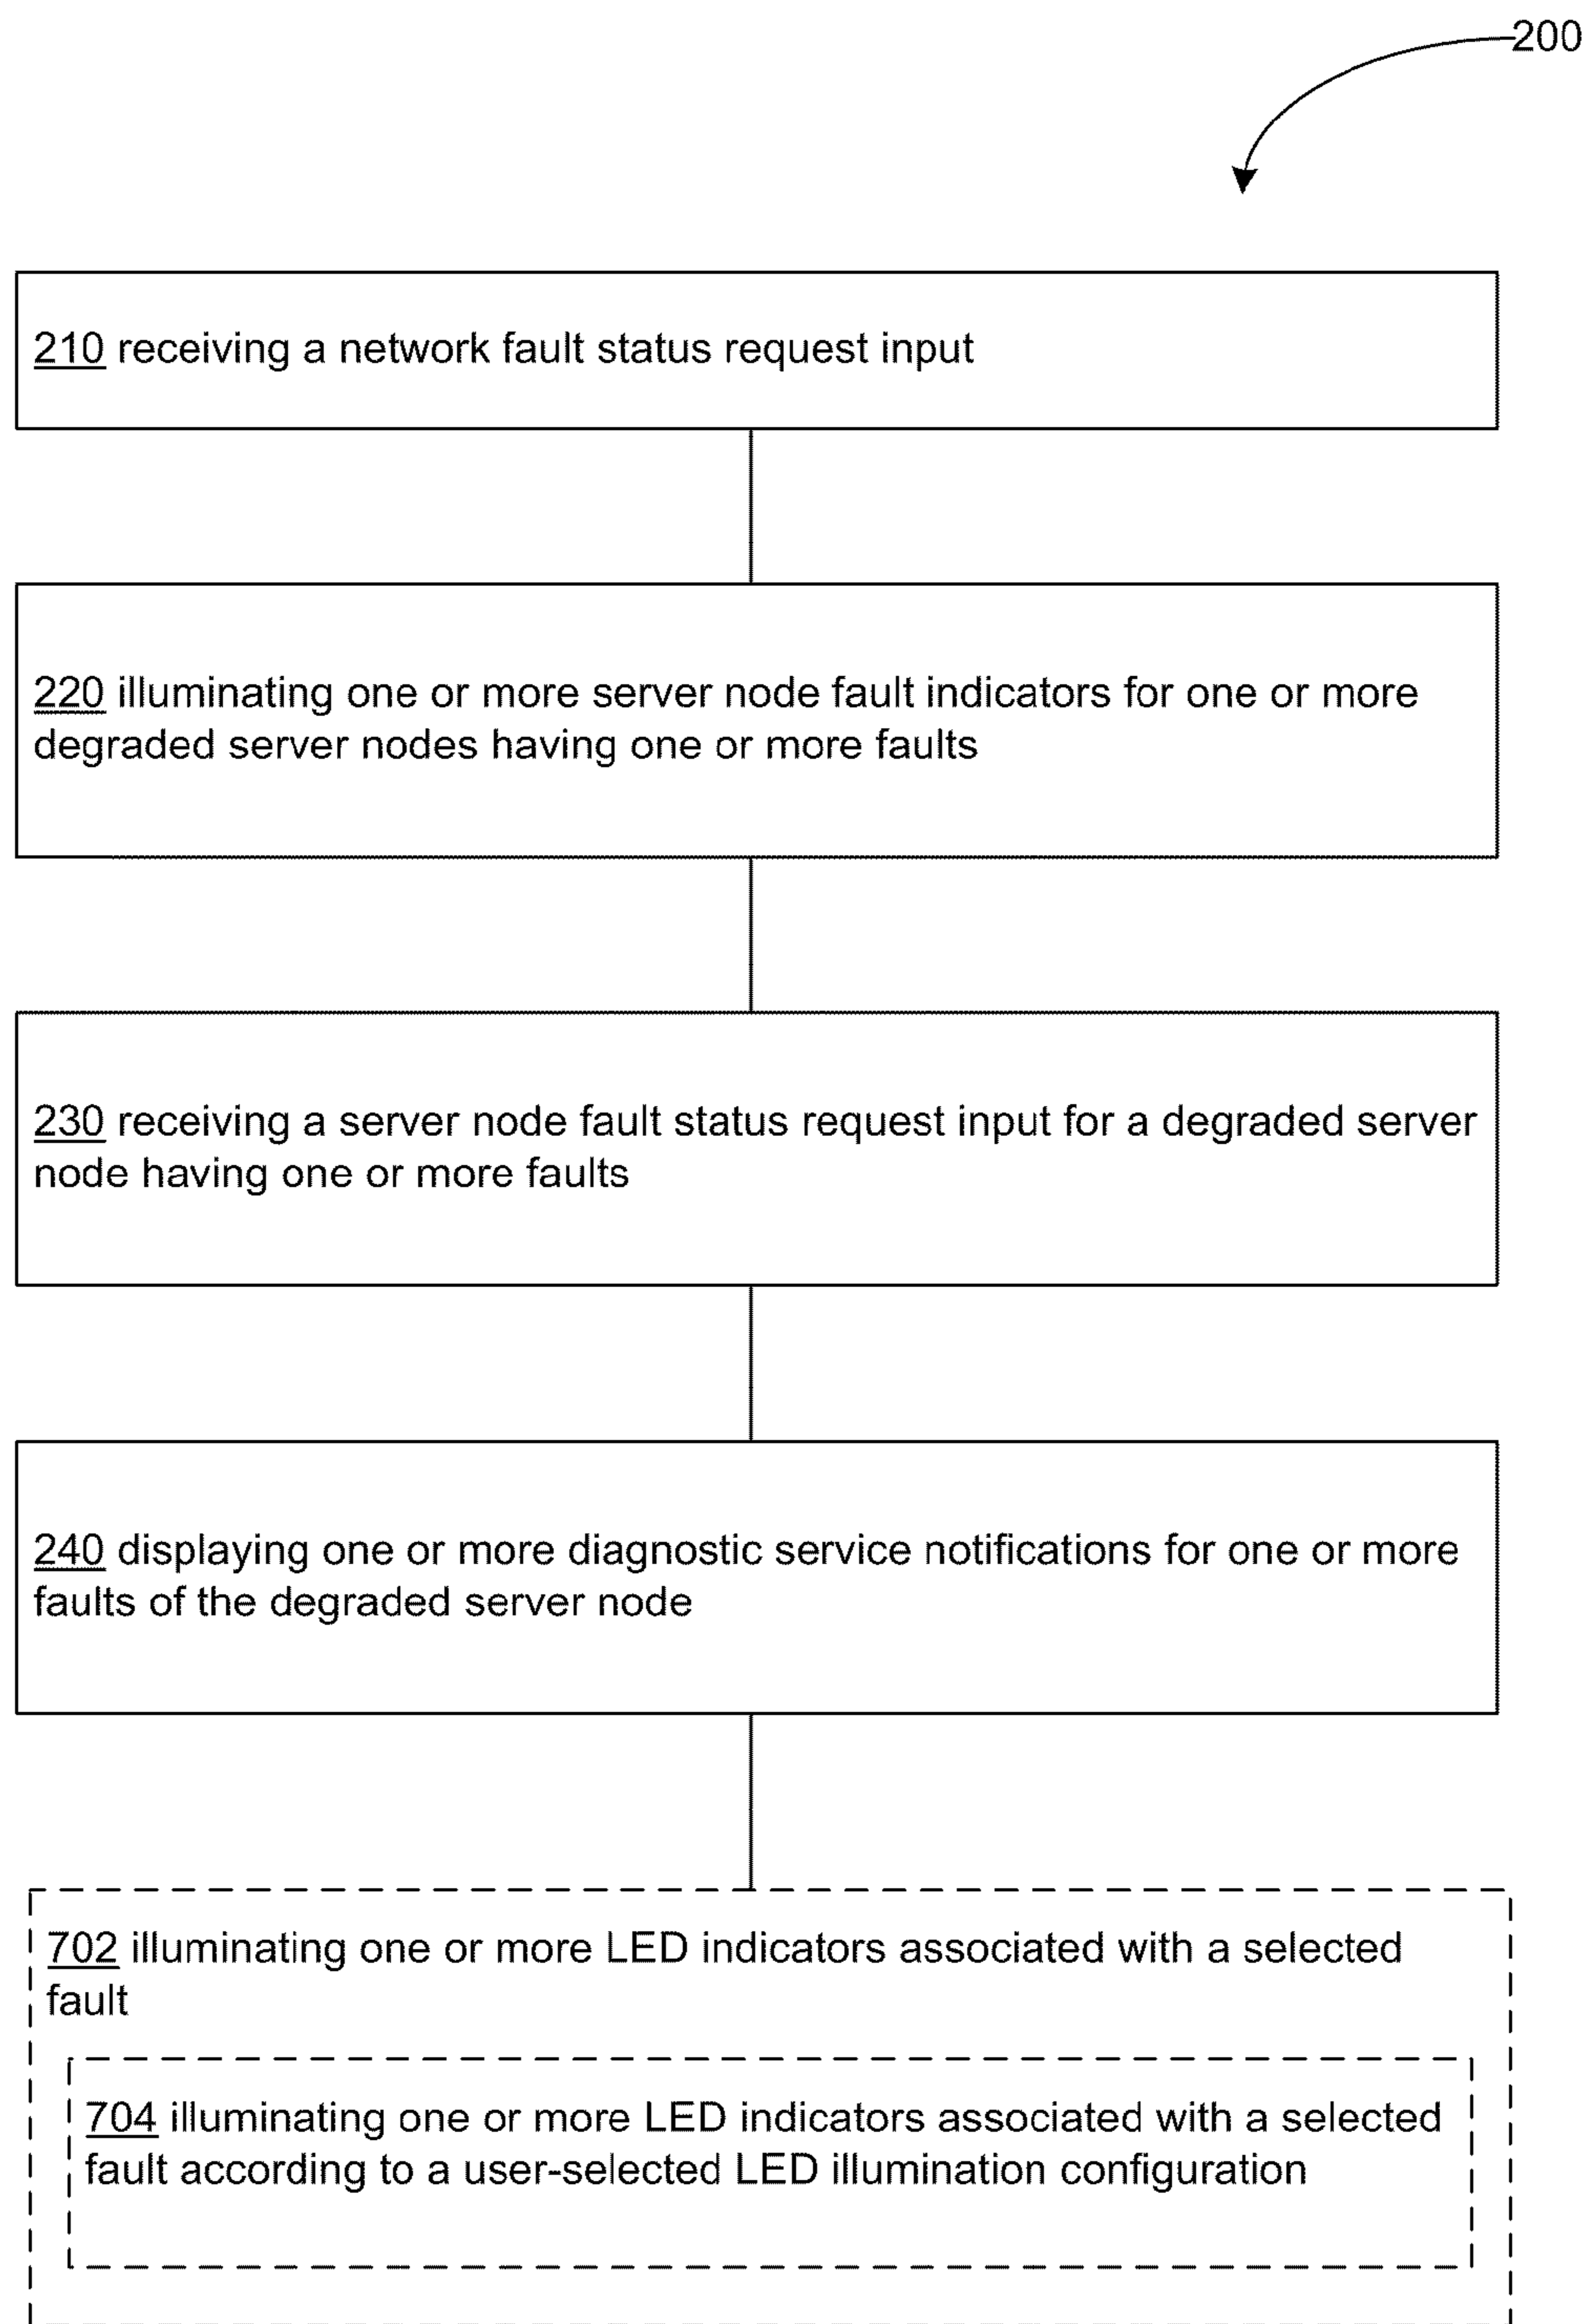 200
210 receiving a network fault status request input
220 illuminating one or more server node fault indicators for one or more
degraded server nodes having one or more faults
230 receiving a server node fault status request input for a degraded server
node having one or more faults
240 displaying one or more diagnostic service notifications for one or more
faults of the degraded server node
702 illuminating one or more LED indicators associated with a selected
fault
704 illuminating one or more LED indicators associated with a selected
fault according to a user-selected LED illumination configuration